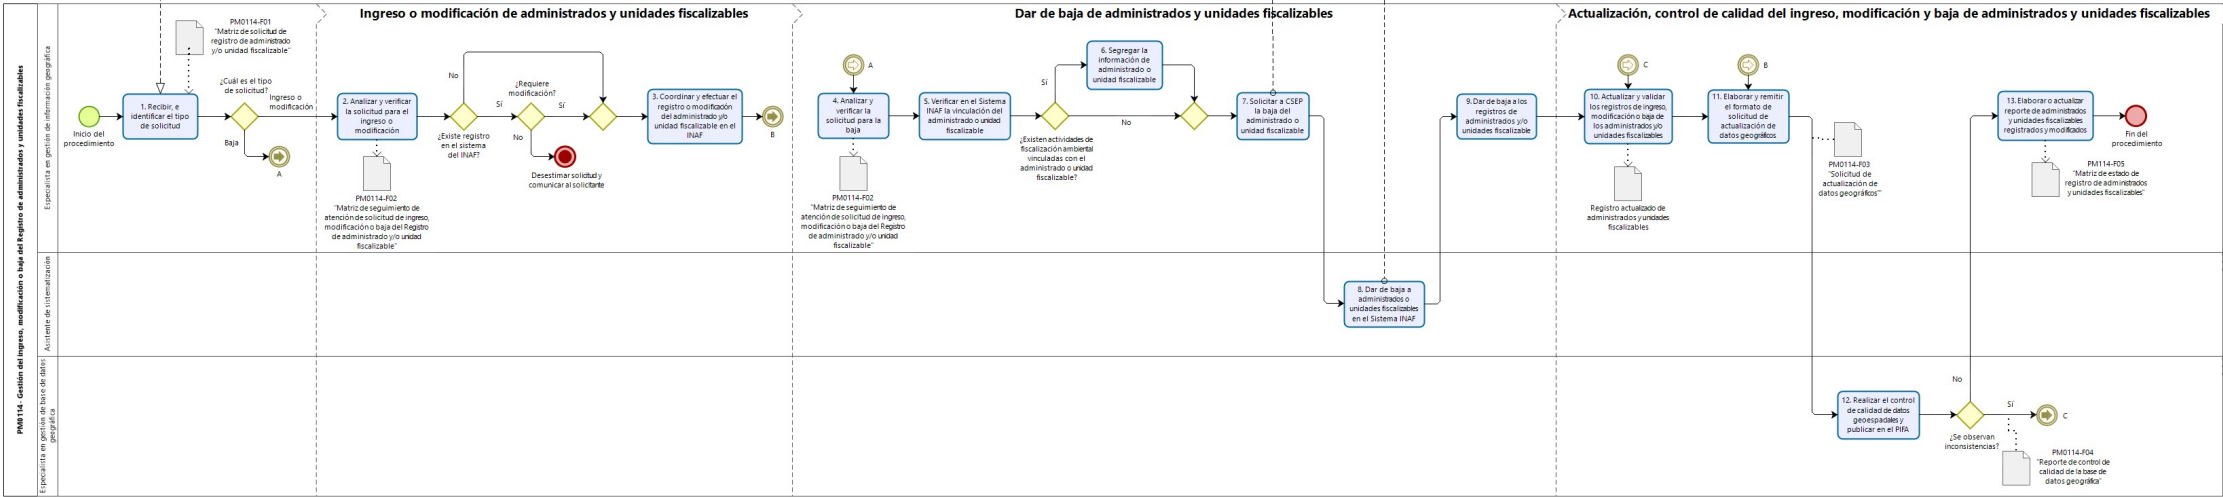 PM0114 - Gestión del ingreso, modificación o baja del Registro de administrados y unidades fiscalizables
Especialista en gestión de información geográfica
Asistente de sistematización
Especialista en gestión de base de datos
geográfica
Ingreso o modificación de administrados y unidades fiscalizables
Dar de baja de administrados y unidades fiscalizables
Actualización, control de calidad del ingreso, modificación y baja de administrados y unidades fiscalizables
PM0114-F01
"Matriz de solicitud de
registro de administrado
y/o unidad fiscalizable"
Inicio del
procedimiento
1. Recibir, e
identificar el tipo
de solicitud
¿Cuál es el tipo
de solicitud?
Ingreso o
modificación
Baja
A
2. Analizar y verificar
la solicitud para el
ingreso o
modificación
PM0114-F02
"Matriz de seguimiento de
atención de solicitud de ingreso,
modificación o baja del Registro
de administrado y/o unidad
fiscalizable"
No
Sí
¿Existe registro
en el sistema
del INAF?
¿Requiere
modificación?
Sí
No
Desestimar solicitud y
comunicar al solicitante
3. Coordinar y efectuar el
registro o modificación
del administrado y/o
unidad fiscalizable en el
INAF
B
A
4. Analizar y
verificar la
solicitud para la
baja
PM0114-F02
"Matriz de seguimiento de
atención de solicitud de ingreso,
modificación o baja del Registro
de administrado y/o unidad
fiscalizable"
5. Verificar en el Sistema
INAF la vinculación del
administrado o unidad
fiscalizable
Sí
No
¿Existen actividades de
fiscalización ambiental
vinculadas con el
administrado o unidad
fiscalizable?
6. Segregar la
información de
administrado o
unidad fiscalizable
7. Solicitar a CSEP
la baja del
administrado o
unidad fiscalizable
8. Dar de baja a
administrados o
unidades fiscalizables
en el Sistema INAF
9. Dar de baja a los
registros de
administrados y/o
unidades fiscalizable
C
10. Actualizar y validar
los registros de ingreso,
modificación o baja de
los administrados y/o
unidades fiscalizables
Registro actualizado de
administrados y unidades
fiscalizables
B
11. Elaborar y remitir
el formato de
solicitud de
actualización de
datos geográficos
PM0114-F03
"Solicitud de
actualización de
datos geográficos"
12. Realizar el control
de calidad de datos
geoespadales y
publicar en el PIFA
No
Sí
¿Se observan
inconsistencias?
C
PM0114-F04
"Reporte de control de
calidad de la base de
datos geográfica"
13. Elaborar o actualizar
reporte de administrados
y unidades fiscalizables
registrados y modificados
PM114-F05
"Matriz de estado de
registro de administrados
y unidades fiscalizables"
Fin del
procedimiento